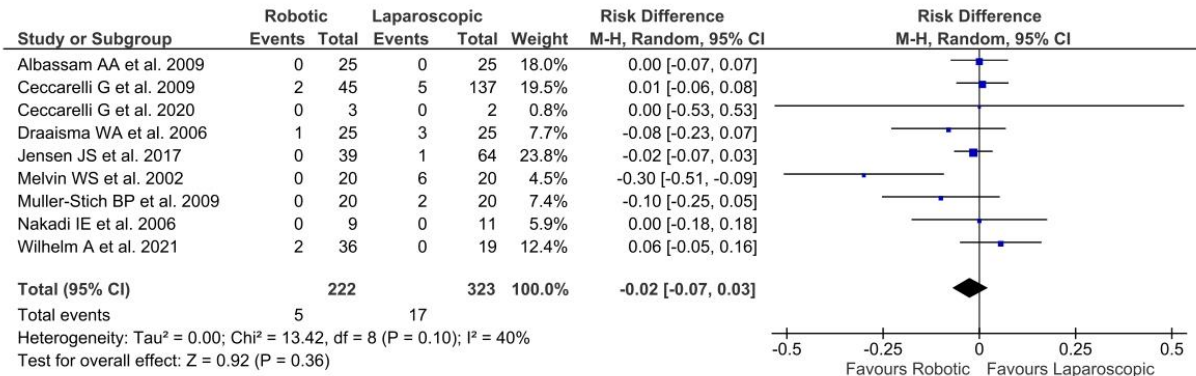 Robotic Laparoscopic Risk Difference Risk Difference
Study or Subgroup Events Total Events Total Weight M-H, Random, 95% CI M-H, Random, 95% CI
Albassam AA et al. 2009 0 25 0 25 18.0% 0.00 [-0.07, 0.07]
Ceccarelli G et al. 2009 2 45 5 137 19.5% 0.01 [-0.06, 0.08]
Ceccarelli G et al. 2020 0 3 0 2 0.8% 0.00 [-0.53, 0.53]
Draaisma WA et al. 2006 1 25 3 25 7.7% -0.08 [-0.23, 0.07]
Jensen JS et al. 2017 0 39 1 64 23.8% -0.02 [-0.07, 0.03]
Melvin WS et al. 2002 0 20 6 20 4.5% -0.30 [-0.51, -0.09]
Muller-Stich BP et al. 2009 0 20 2 20 7.4% -0.10 [-0.25, 0.05]
Nakadi IE et al. 2006 0 9 0 11 5.9% 0.00 [-0.18, 0.18]
Wilhelm A et al. 2021 2 36 0 19 12.4% 0.06 [-0.05, 0.16]
Total (95% CI) 222 323 100.0% -0.02 [-0.07, 0.03]
Total events 5 17
Heterogeneity: Tau² = 0.00; Chi² = 13.42, df = 8 (P = 0.10); I² = 40%
Test for overall effect: Z = 0.92 (P = 0.36)
-0.5 -0.25 0 0.25 0.5
Favours Robotic Favours Laparoscopic